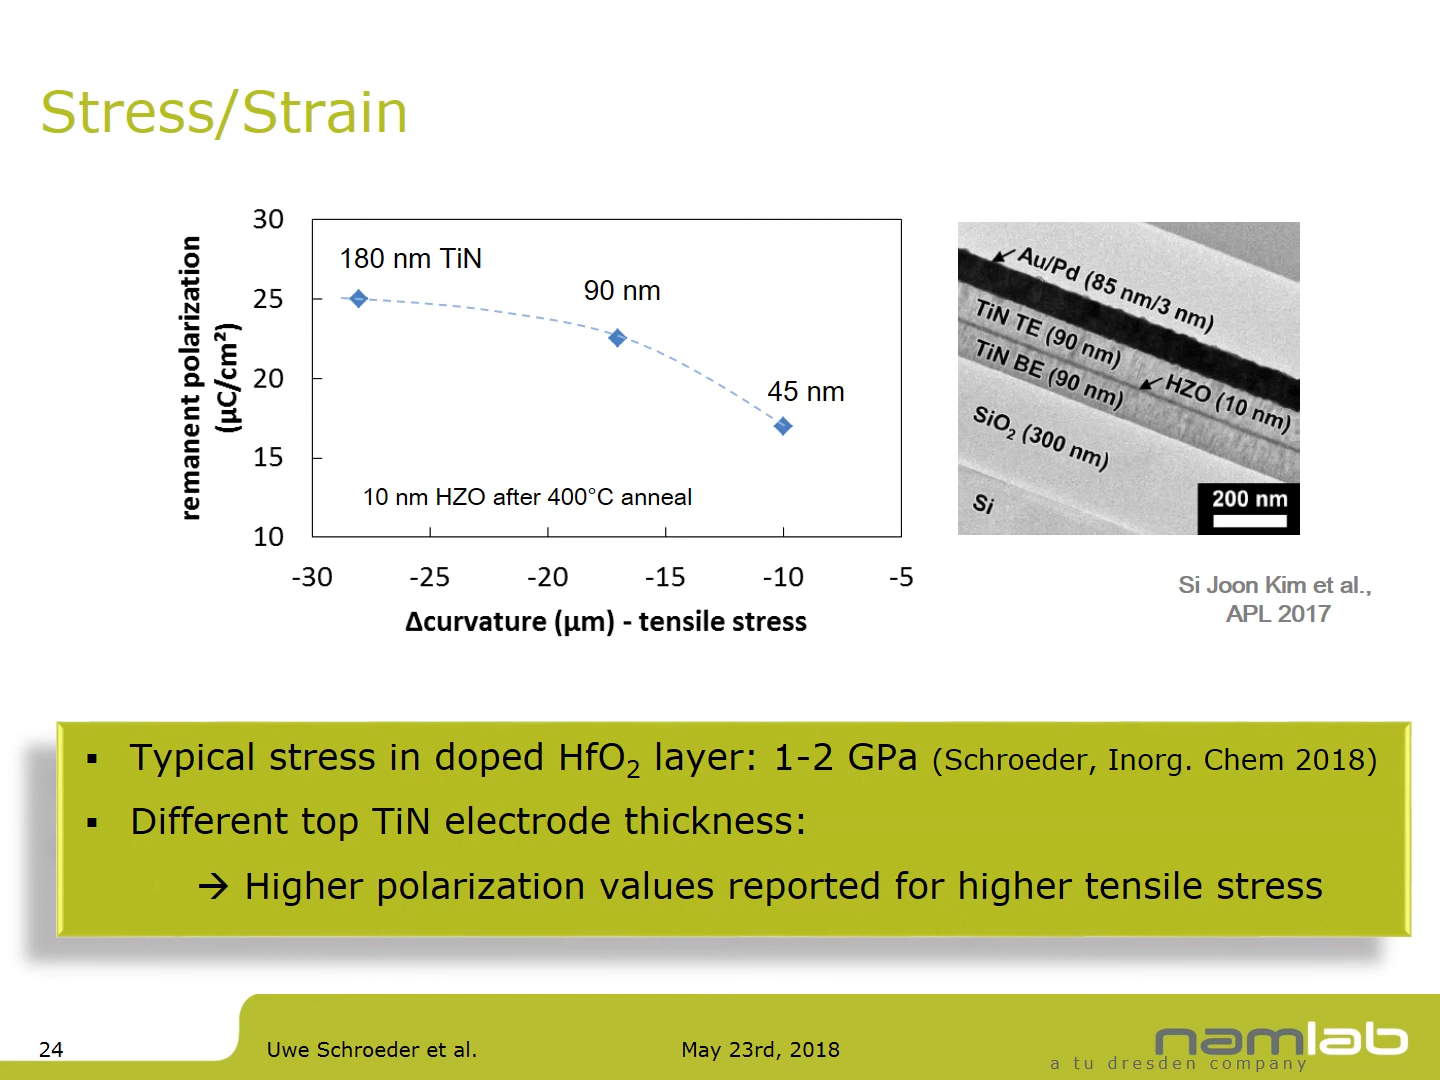 Stress/Strain
remanent polarization
(µC/cm²)
30
25
20
15
10
180 nm TiN
90 nm
45 nm
10 nm HZO after 400°C anneal
-30
-25
-20
-15
-10
-5
Δcurvature (µm) - tensile stress
Au/Pd (85 nm/3 nm)
TiN TE (90 nm)
TiN BE (90 nm)
HZO (10 nm)
SiO2 (300 nm)
Si
200 nm
Si Joon Kim et al.,
APL 2017
▪ Typical stress in doped HfO2 layer: 1-2 GPa (Schroeder, Inorg. Chem 2018)
▪ Different top TiN electrode thickness:
→ Higher polarization values reported for higher tensile stress
24
Uwe Schroeder et al.
May 23rd, 2018
namlab
a tu dresden company